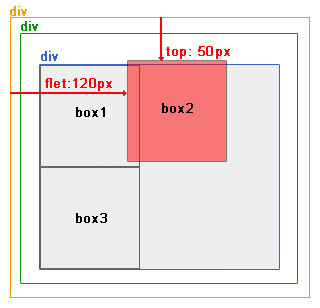 div
div
top: 50px
div
flet:120px
box1
box2
box3